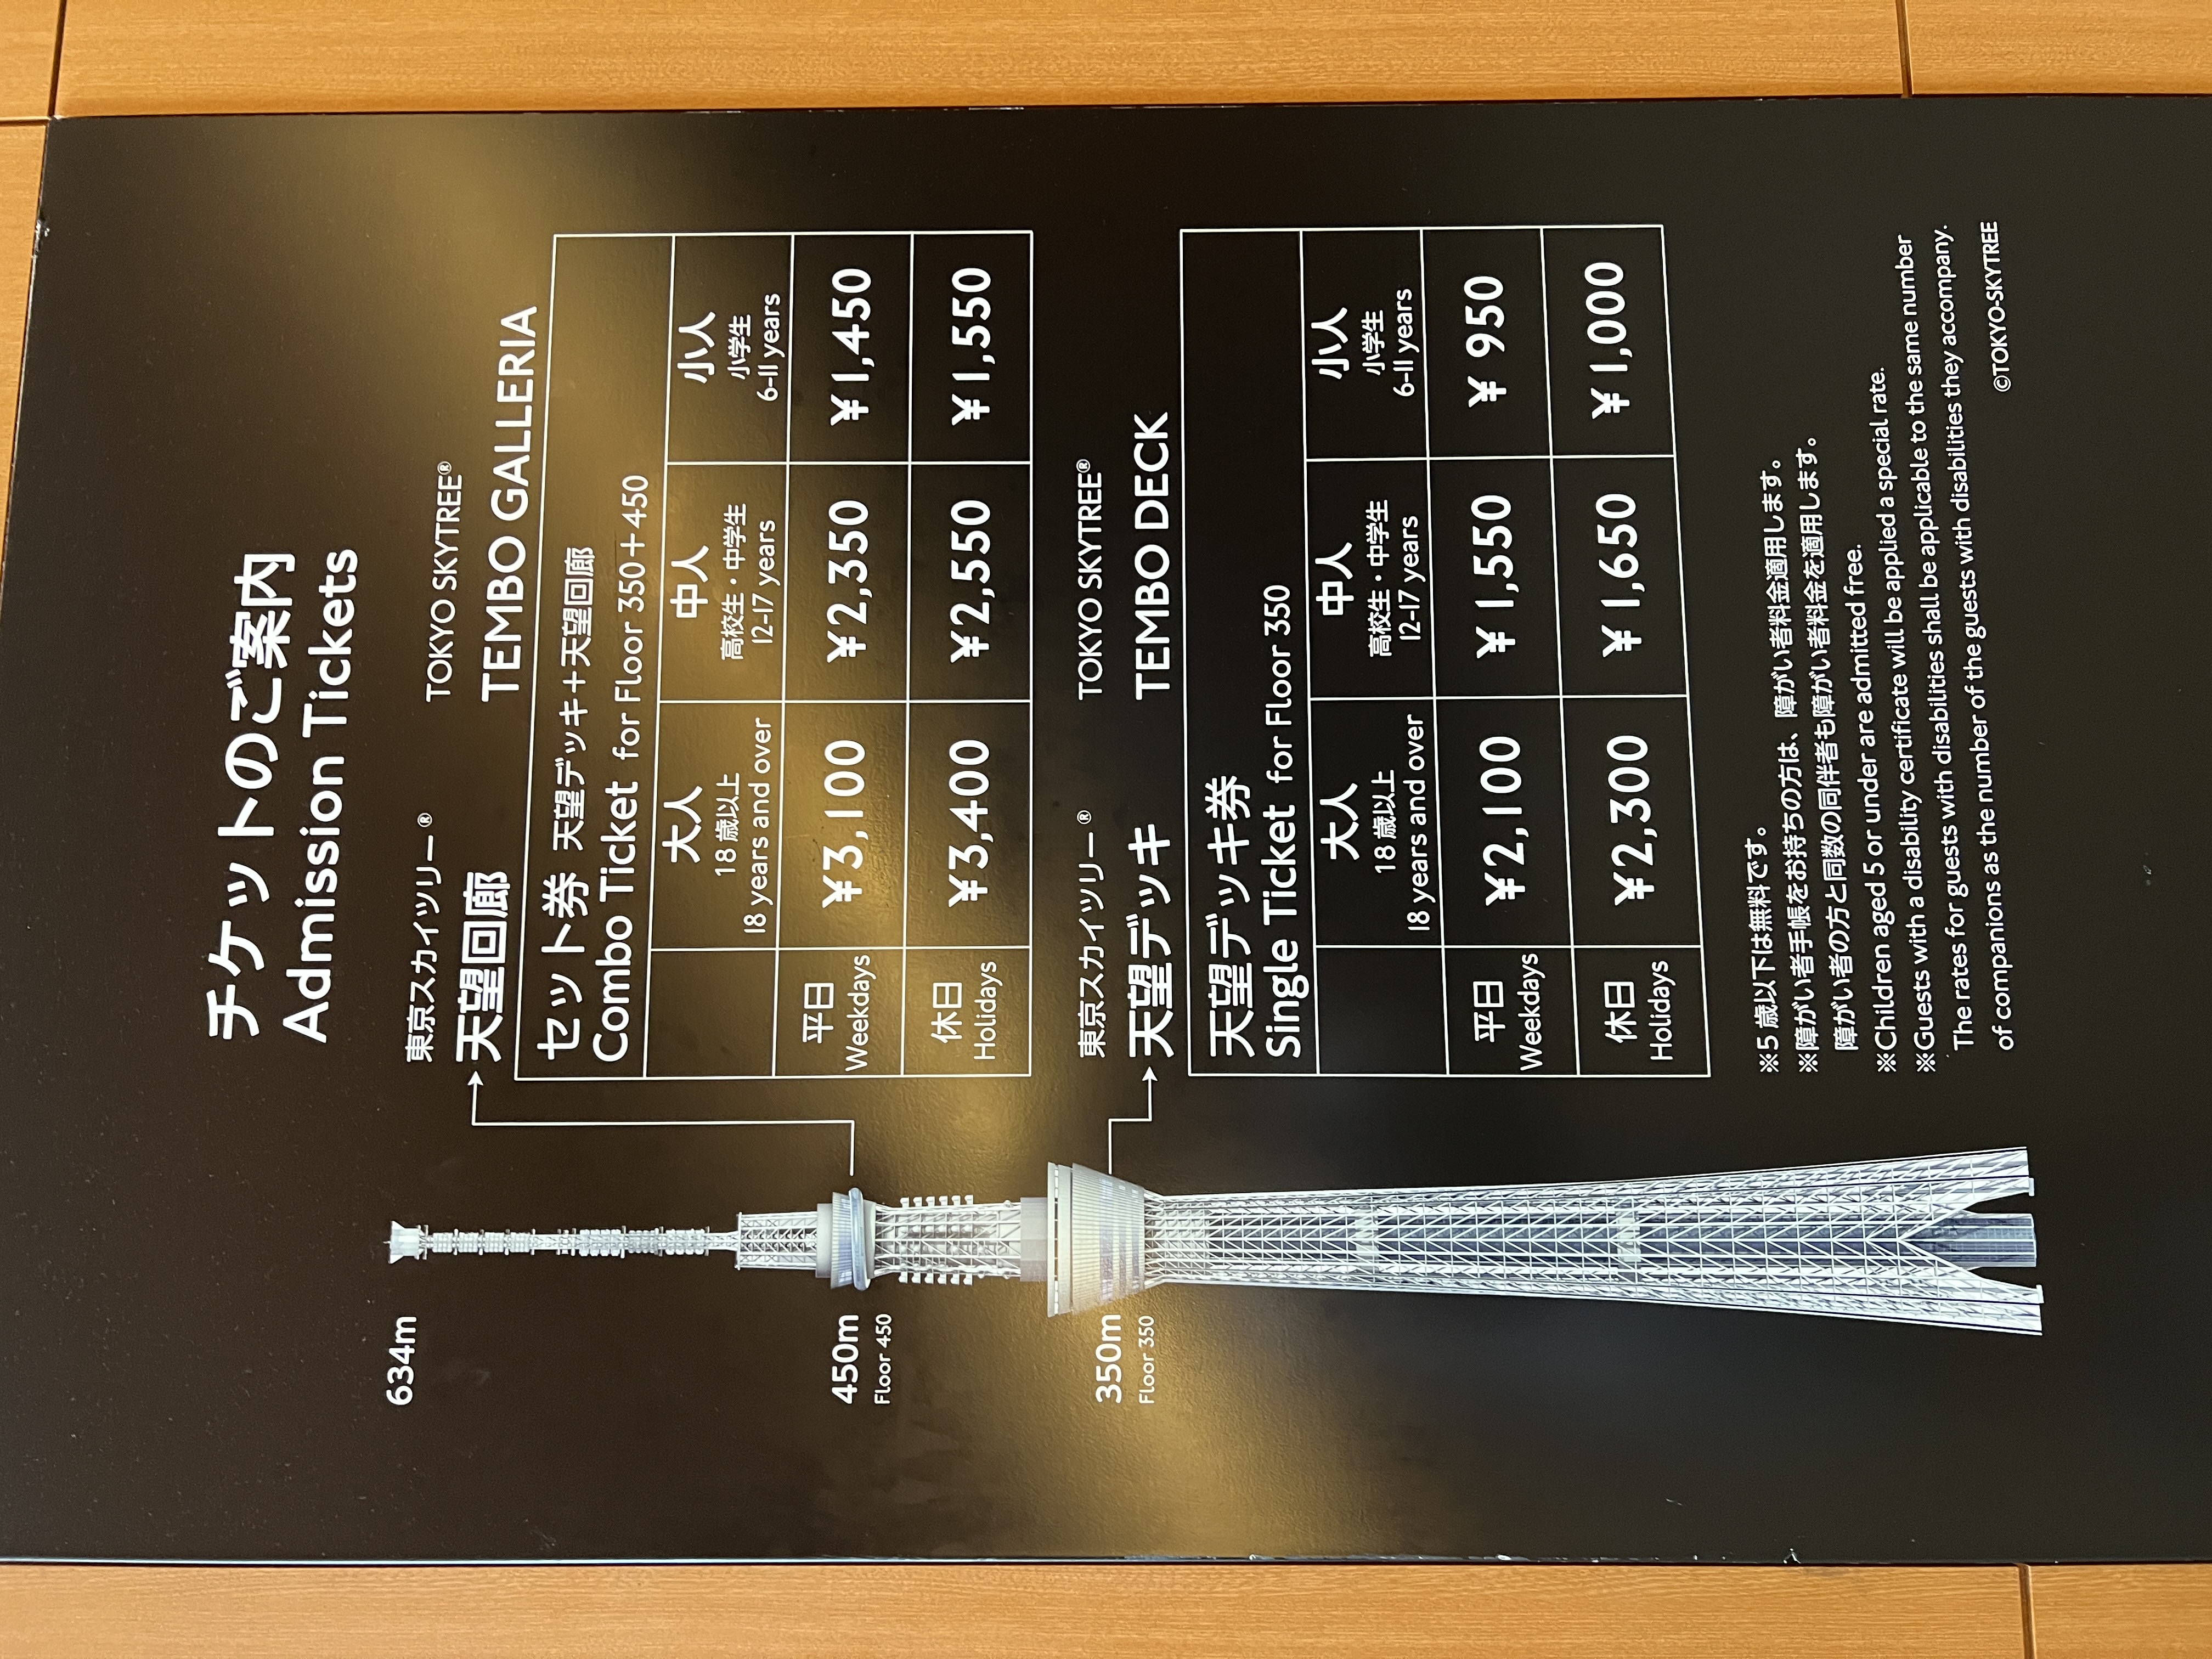 チケットのご案内
Admission Tickets
634m
東京スカイツリー® TOKYO SKYTREE®
天望回廊 TEMBO GALLERIA
セット券 天望デッキ＋天望回廊
Combo Ticket for Floor 350＋450
大人 中人 小人
18歳以上 高校生・中学生 小学生
18 years and over 12-17 years 6-11 years
平日 Weekdays ¥3,100 ¥2,350 ¥1,450
休日 Holidays ¥3,400 ¥2,550 ¥1,550
450m
Floor 450
東京スカイツリー® TOKYO SKYTREE®
天望デッキ TEMBO DECK
350m
Floor 350
天望デッキ券
Single Ticket for Floor 350
大人 中人 小人
18歳以上 高校生・中学生 小学生
18 years and over 12-17 years 6-11 years
平日 Weekdays ¥2,100 ¥1,550 ¥ 950
休日 Holidays ¥2,300 ¥1,650 ¥1,000
※5歳以下は無料です。
※障がい者手帳をお持ちの方は、障がい者料金適用します。
障がい者の方と同数の同伴者も障がい者料金を適用します。
※Children aged 5 or under are admitted free.
※Guests with a disability certificate will be applied a special rate.
The rates for guests with disabilities shall be applicable to the same number
of companions as the number of the guests with disabilities they accompany.
©TOKYO-SKYTREE